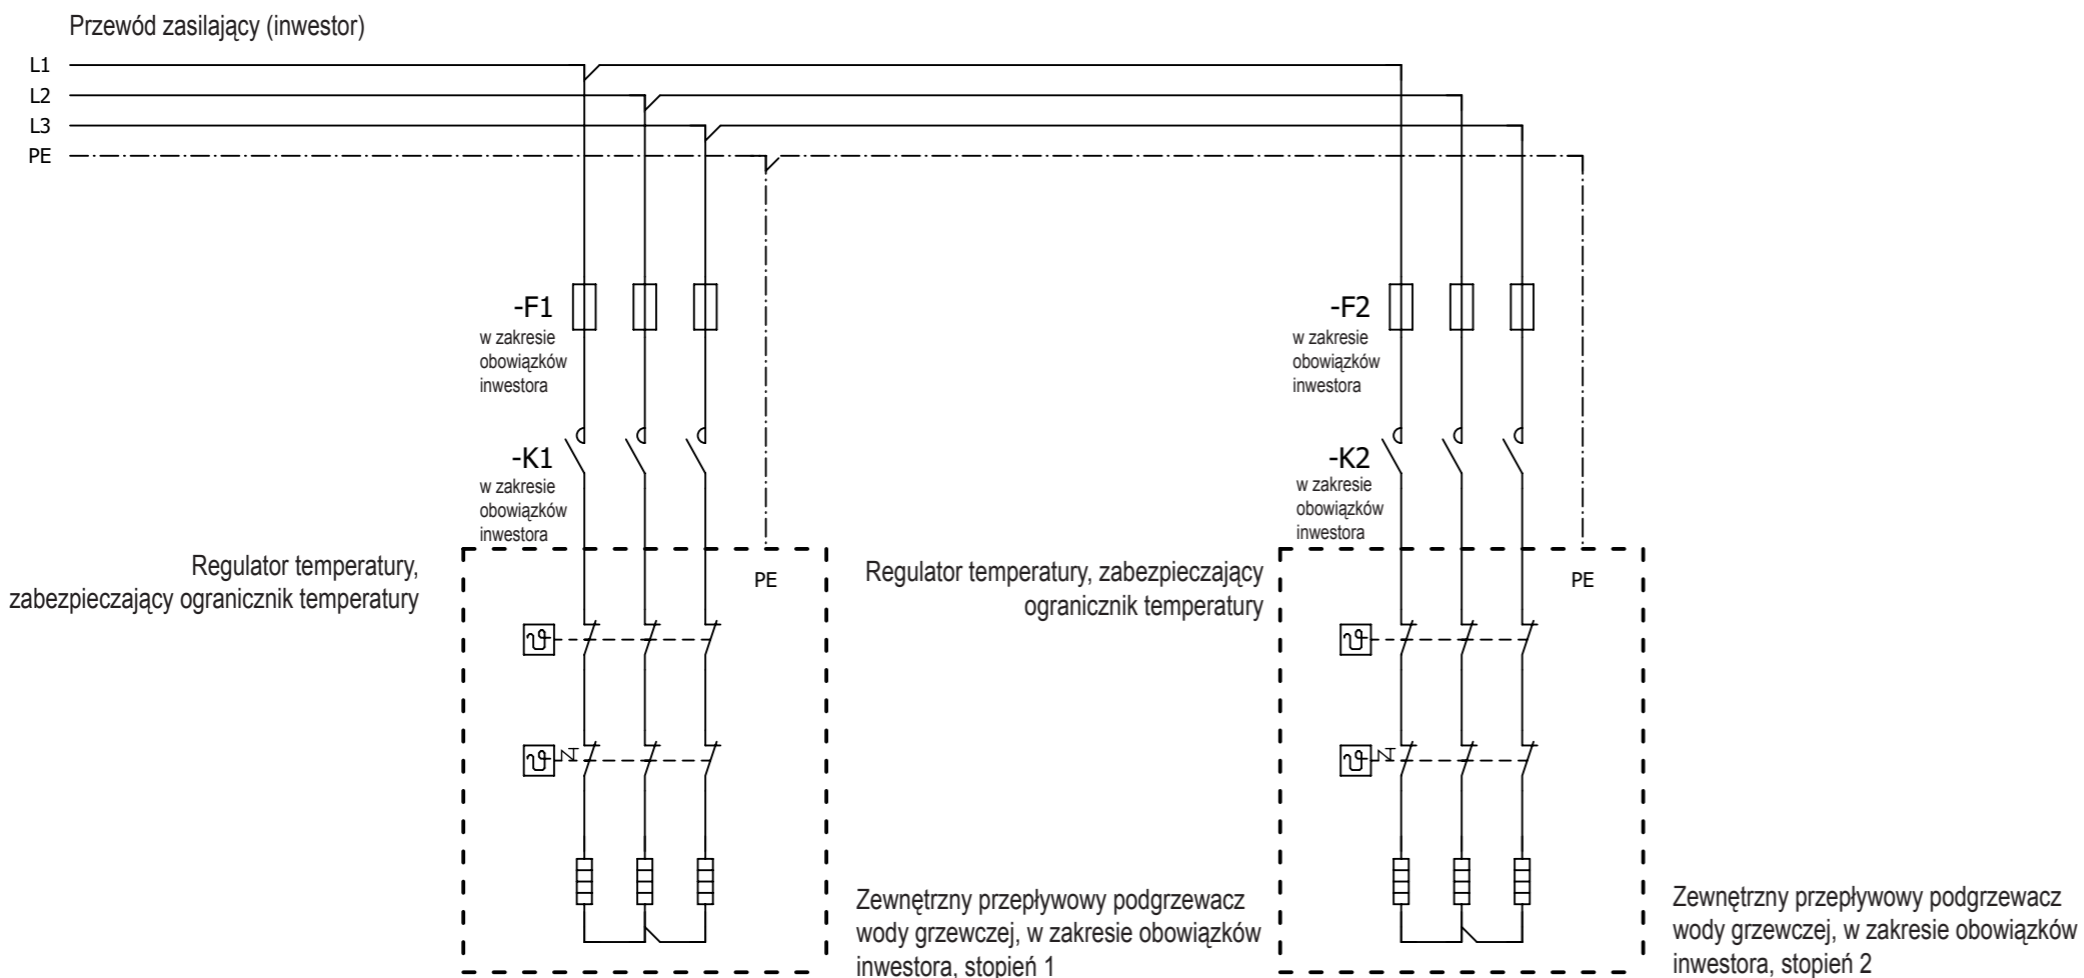 Przewód zasilający (inwestor)
L1
L2
L3
PE
-F1
w zakresie
obowiązków
inwestora
-F2
w zakresie
obowiązków
inwestora
-K1
w zakresie
obowiązków
inwestora
-K2
w zakresie
obowiązków
inwestora
Regulator temperatury,
zabezpieczający ogranicznik temperatury
PE
Regulator temperatury, zabezpieczający
ogranicznik temperatury
PE
Zewnętrzny przepływowy podgrzewacz
wody grzewczej, w zakresie obowiązków
inwestora, stopień 1
Zewnętrzny przepływowy podgrzewacz
wody grzewczej, w zakresie obowiązków
inwestora, stopień 2